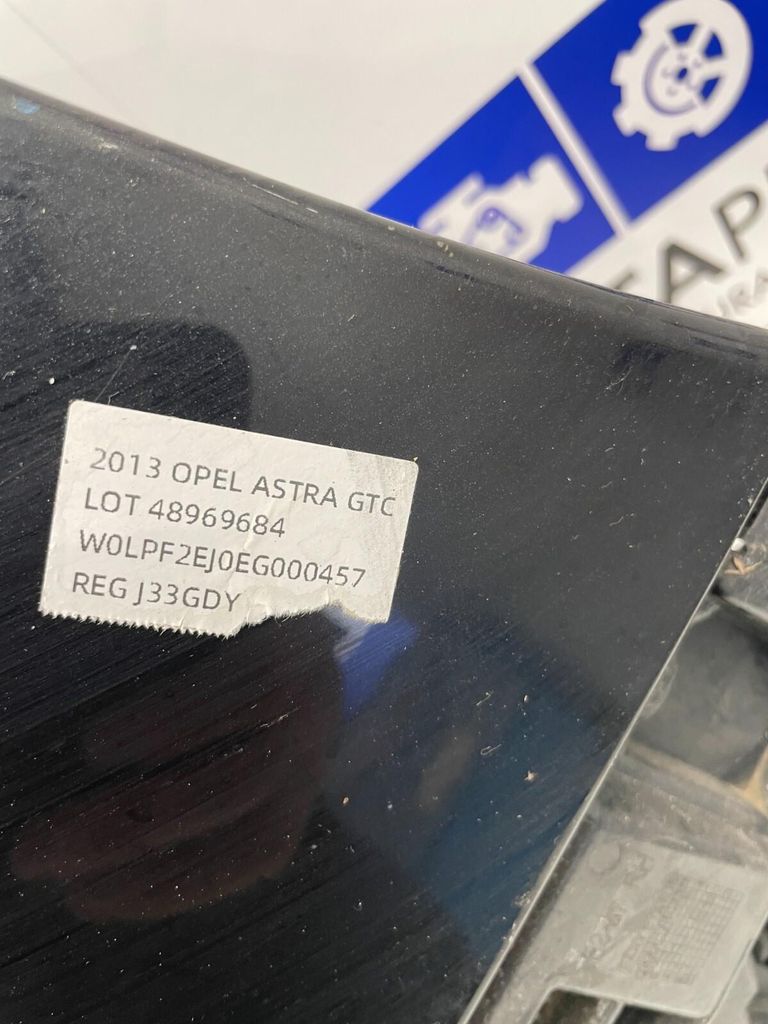 2013 OPEL ASTRA GTC
LOT 48969684
W0LPF2EJ0EG000457
REG J33GDY